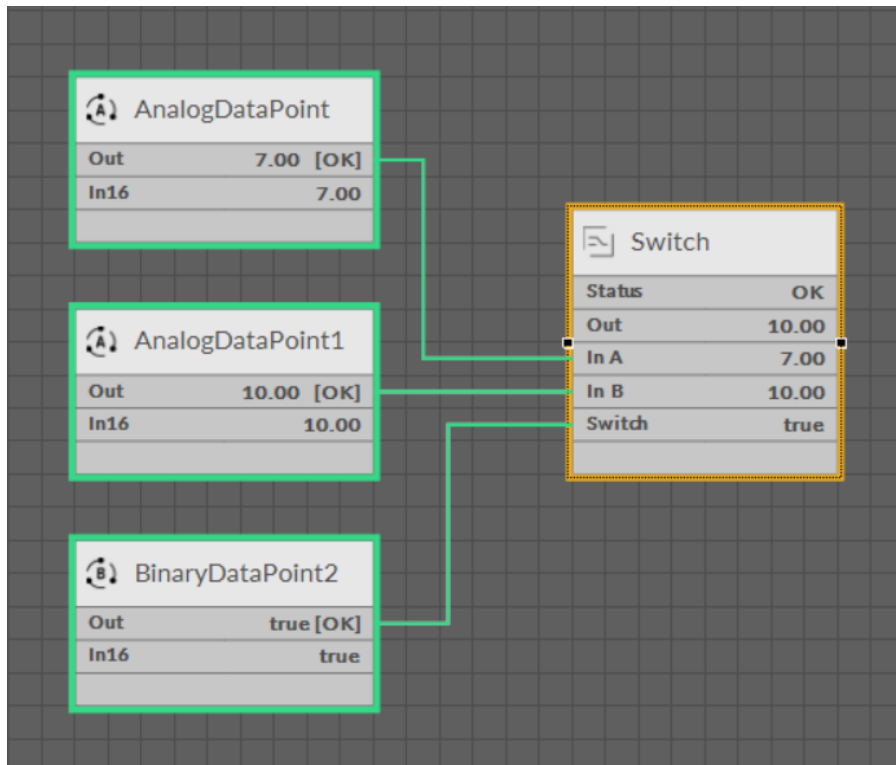 AnalogDataPoint
Out 7.00 [OK]
In16 7.00
AnalogDataPoint1
Out 10.00 [OK]
In16 10.00
BinaryDataPoint2
Out true [OK]
In16 true
Switch
Status OK
Out 10.00
In A 7.00
In B 10.00
Switch true